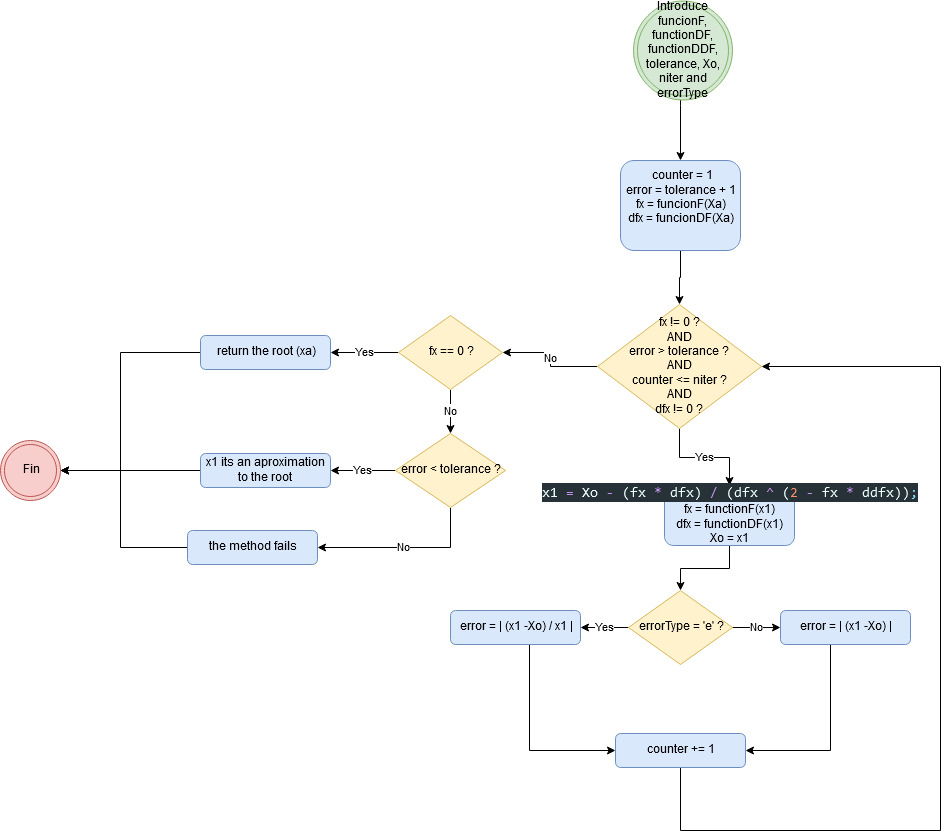 Introduce
funcionF,
functionDF,
functionDDF,
tolerance, Xo,
niter and
errorType
counter = 1
error = tolerance + 1
fx = funcionF(Xa)
dfx = funcionDF(Xa)
fx != 0 ?
AND
error > tolerance ?
AND
counter <= niter ?
AND
dfx != 0 ?
No
fx == 0 ?
Yes
return the root (xa)
No
error < tolerance ?
Yes
x1 its an aproximation
to the root
Fin
No
the method fails
Yes
x1 = Xo - (fx * dfx) / (dfx ^ (2 - fx * ddfx));
fx = functionF(x1)
dfx = functionDF(x1)
Xo = x1
errorType = 'e' ?
Yes
error = | (x1 -Xo) / x1 |
No
error = | (x1 -Xo) |
counter += 1